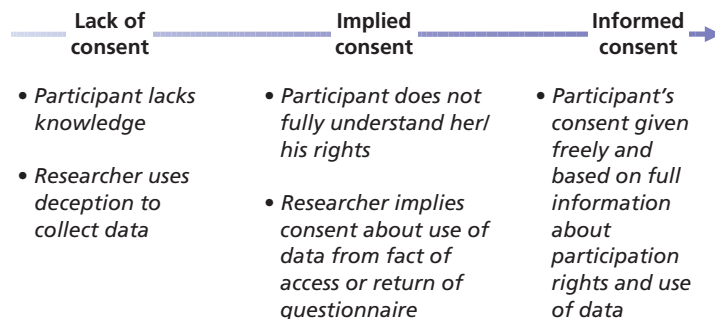 Lack of
consent
Implied
consent
Informed
consent
• Participant lacks
knowledge
• Researcher uses
deception to
collect data
• Participant does not
fully understand her/
his rights
• Researcher implies
consent about use of
data from fact of
access or return of
questionnaire
• Participant's
consent given
freely and
based on full
information
about
participation
rights and use
of data